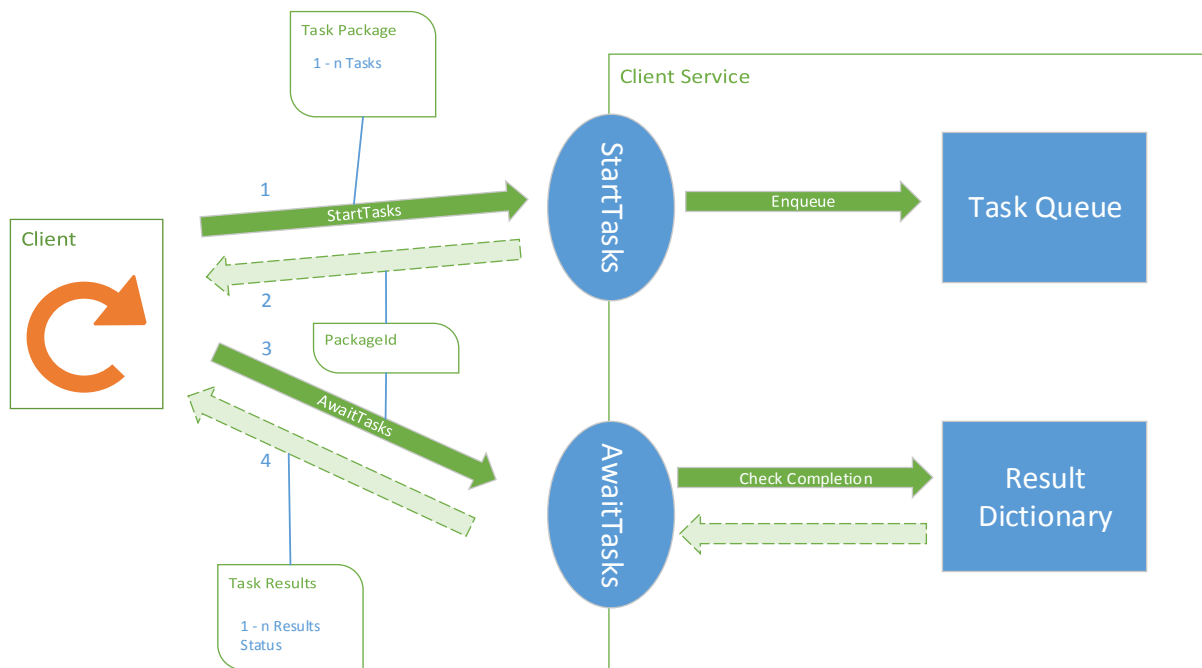 Task Package
1 - n Tasks
Client Service
StartTasks
1
StartTasks
Enqueue
Task Queue
Client
2
PackageId
3
AwaitTasks
4
AwaitTasks
Check Completion
Result
Dictionary
Task Results
1 - n Results
Status